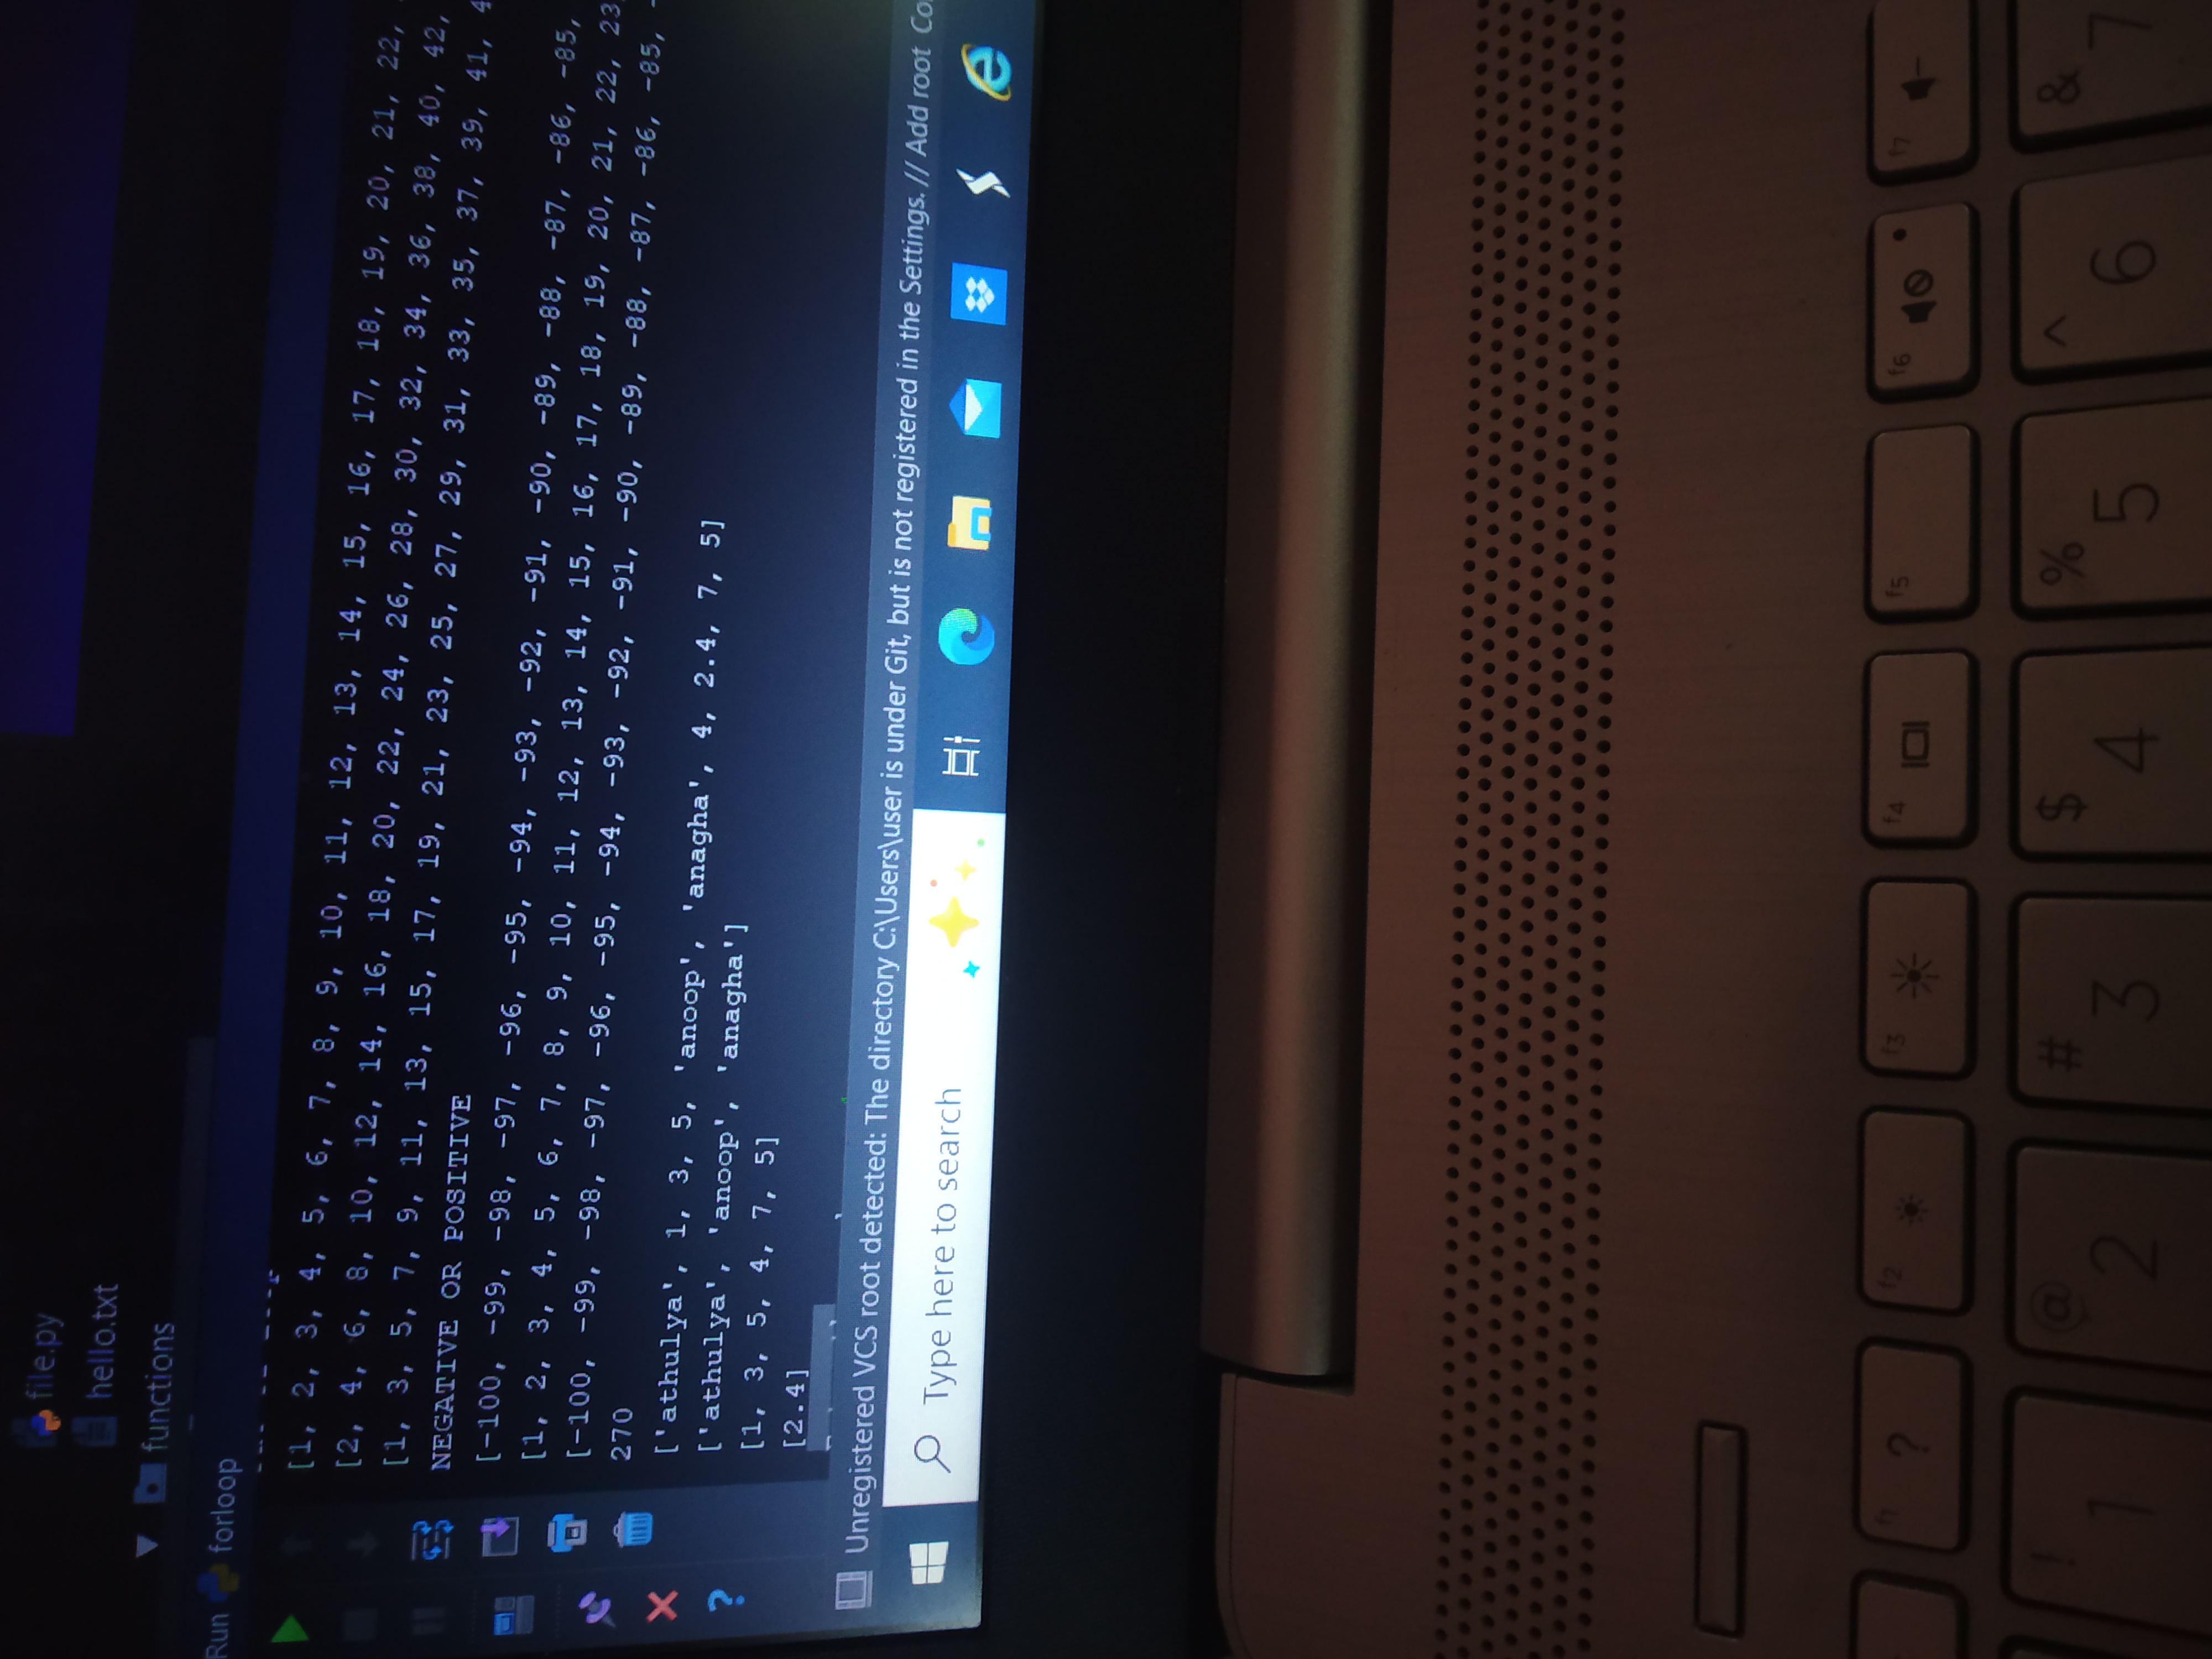 file.py
hello.txt
functions
Run forloop
[1, 2, 3, 4, 5, 6, 7, 8, 9, 10, 11, 12, 13, 14, 15, 16, 17, 18, 19, 20, 21, 22,
[2, 4, 6, 8, 10, 12, 14, 16, 18, 20, 22, 24, 26, 28, 30, 32, 34, 36, 38, 40, 42,
[1, 3, 5, 7, 9, 11, 13, 15, 17, 19, 21, 23, 25, 27, 29, 31, 33, 35, 37, 39, 41, 4
NEGATIVE OR POSITIVE
[-100, -99, -98, -97, -96, -95, -94, -93, -92, -91, -90, -89, -88, -87, -86, -85,
[1, 2, 3, 4, 5, 6, 7, 8, 9, 10, 11, 12, 13, 14, 15, 16, 17, 18, 19, 20, 21, 22, 23
[-100, -99, -98, -97, -96, -95, -94, -93, -92, -91, -90, -89, -88, -87, -86, -85, -
270
['athulya', 1, 3, 5, 'anoop', 'anagha', 4, 2.4, 7, 5]
['athulya', 'anoop', 'anagha']
[1, 3, 5, 4, 7, 5]
[2.4]
Unregistered VCS root detected: The directory C:\Users\user is under Git, but is not registered in the Settings. // Add root Co
Type here to search
f1 ? f2 f3 f4 f5 f6 f7
! @ # $ % ^ &
1 2 3 4 5 6 7